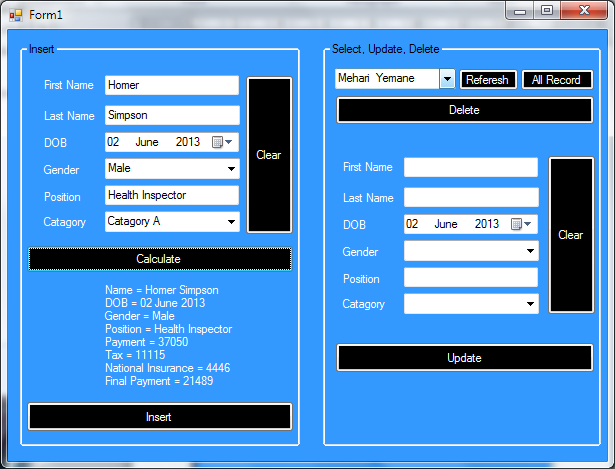 Form1
Insert
First Name Homer
Last Name Simpson
DOB 02 June 2013
Gender Male
Position Health Inspector
Catagory Catagory A
Clear
Calculate
Name = Homer Simpson
DOB = 02 June 2013
Gender = Male
Position = Health Inspector
Payment = 37050
Tax = 11115
National Insurance = 4446
Final Payment = 21489
Insert
Select, Update, Delete
Mehari Yemane Referesh All Record
Delete
First Name
Last Name
DOB 02 June 2013
Gender
Position
Catagory
Clear
Update